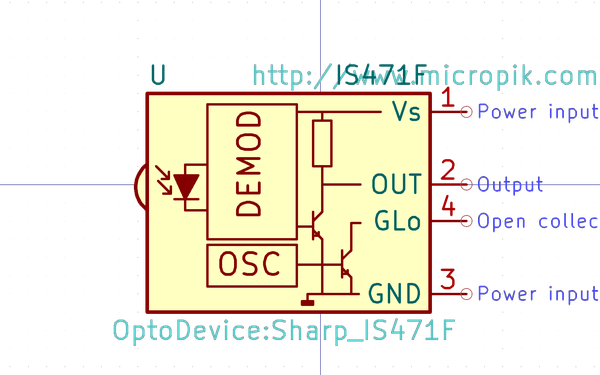 U IS471F
http://www.micropik.com
DEMOD
Vs 1 Power input
OUT 2 Output
GLo 4 Open collec
OSC
GND 3 Power input
OptoDevice:Sharp_IS471F